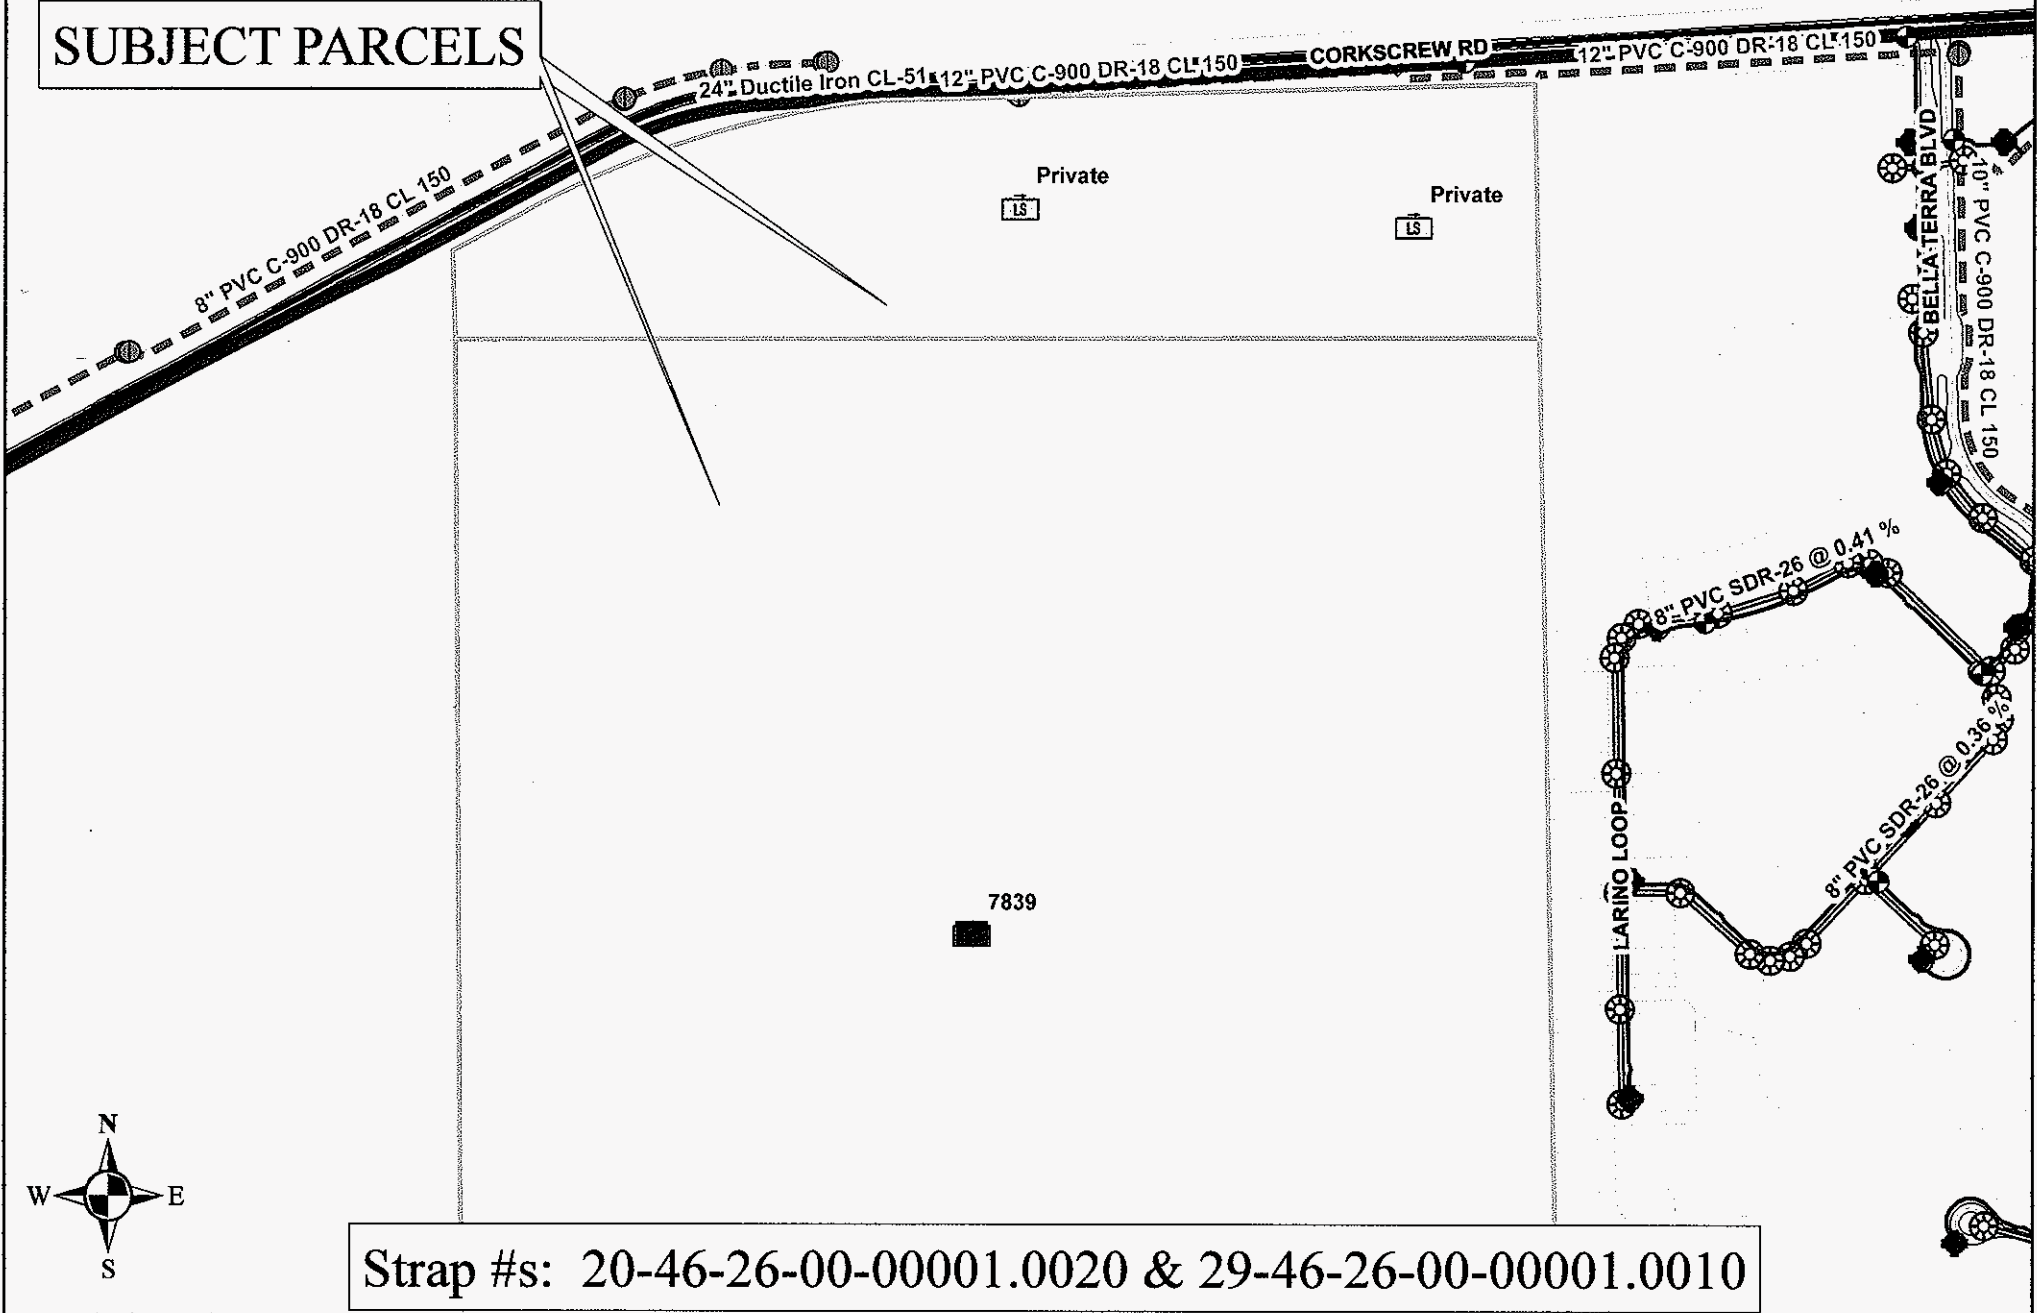 SUBJECT PARCELS
CORKSCREW RD
12" PVC C-900 DR-18 CL 150
24" Ductile Iron CL-51
12" PVC C-900 DR-18 CL 150
8" PVC C-900 DR-18 CL 150
Private
LS
Private
LS
BELLA TERRA BLVD
10" PVC C-900 DR-18 CL 150
8" PVC SDR-26 @ 0.41 %
8" PVC SDR-26 @ 0.36 %
LARINO LOOP
7839
N
W E
S
Strap #s: 20-46-26-00-00001.0020 & 29-46-26-00-00001.0010